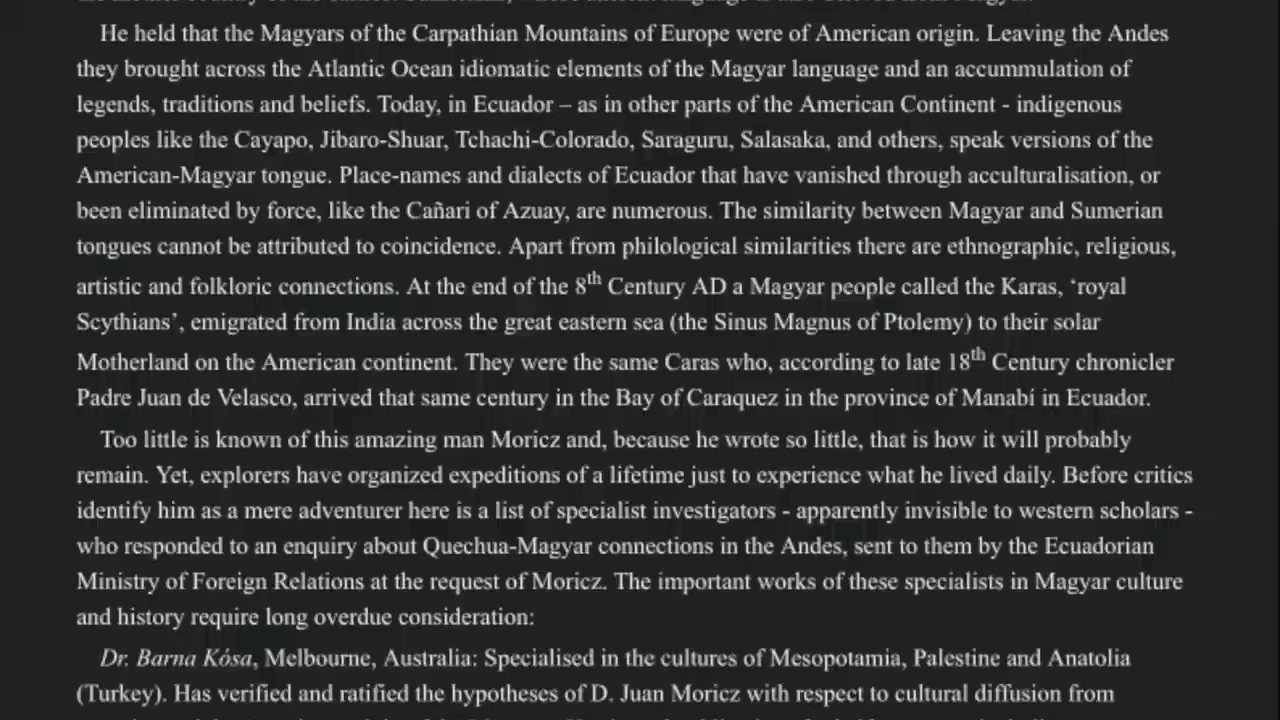 He held that the Magyars of the Carpathian Mountains of Europe were of American origin. Leaving the Andes
they brought across the Atlantic Ocean idiomatic elements of the Magyar language and an accummulation of
legends, traditions and beliefs. Today, in Ecuador – as in other parts of the American Continent - indigenous
peoples like the Cayapo, Jibaro-Shuar, Tchachi-Colorado, Saraguru, Salasaka, and others, speak versions of the
American-Magyar tongue. Place-names and dialects of Ecuador that have vanished through acculturalisation, or
been eliminated by force, like the Cañari of Azuay, are numerous. The similarity between Magyar and Sumerian
tongues cannot be attributed to coincidence. Apart from philological similarities there are ethnographic, religious,
artistic and folkloric connections. At the end of the 8th Century AD a Magyar people called the Karas, ‘royal
Scythians’, emigrated from India across the great eastern sea (the Sinus Magnus of Ptolemy) to their solar
Motherland on the American continent. They were the same Caras who, according to late 18th Century chronicler
Padre Juan de Velasco, arrived that same century in the Bay of Caraquez in the province of Manabí in Ecuador.
Too little is known of this amazing man Moricz and, because he wrote so little, that is how it will probably
remain. Yet, explorers have organized expeditions of a lifetime just to experience what he lived daily. Before critics
identify him as a mere adventurer here is a list of specialist investigators - apparently invisible to western scholars -
who responded to an enquiry about Quechua-Magyar connections in the Andes, sent to them by the Ecuadorian
Ministry of Foreign Relations at the request of Moricz. The important works of these specialists in Magyar culture
and history require long overdue consideration:
Dr. Barna Kósa, Melbourne, Australia: Specialised in the cultures of Mesopotamia, Palestine and Anatolia
(Turkey). Has verified and ratified the hypotheses of D. Juan Moricz with respect to cultural diffusion from